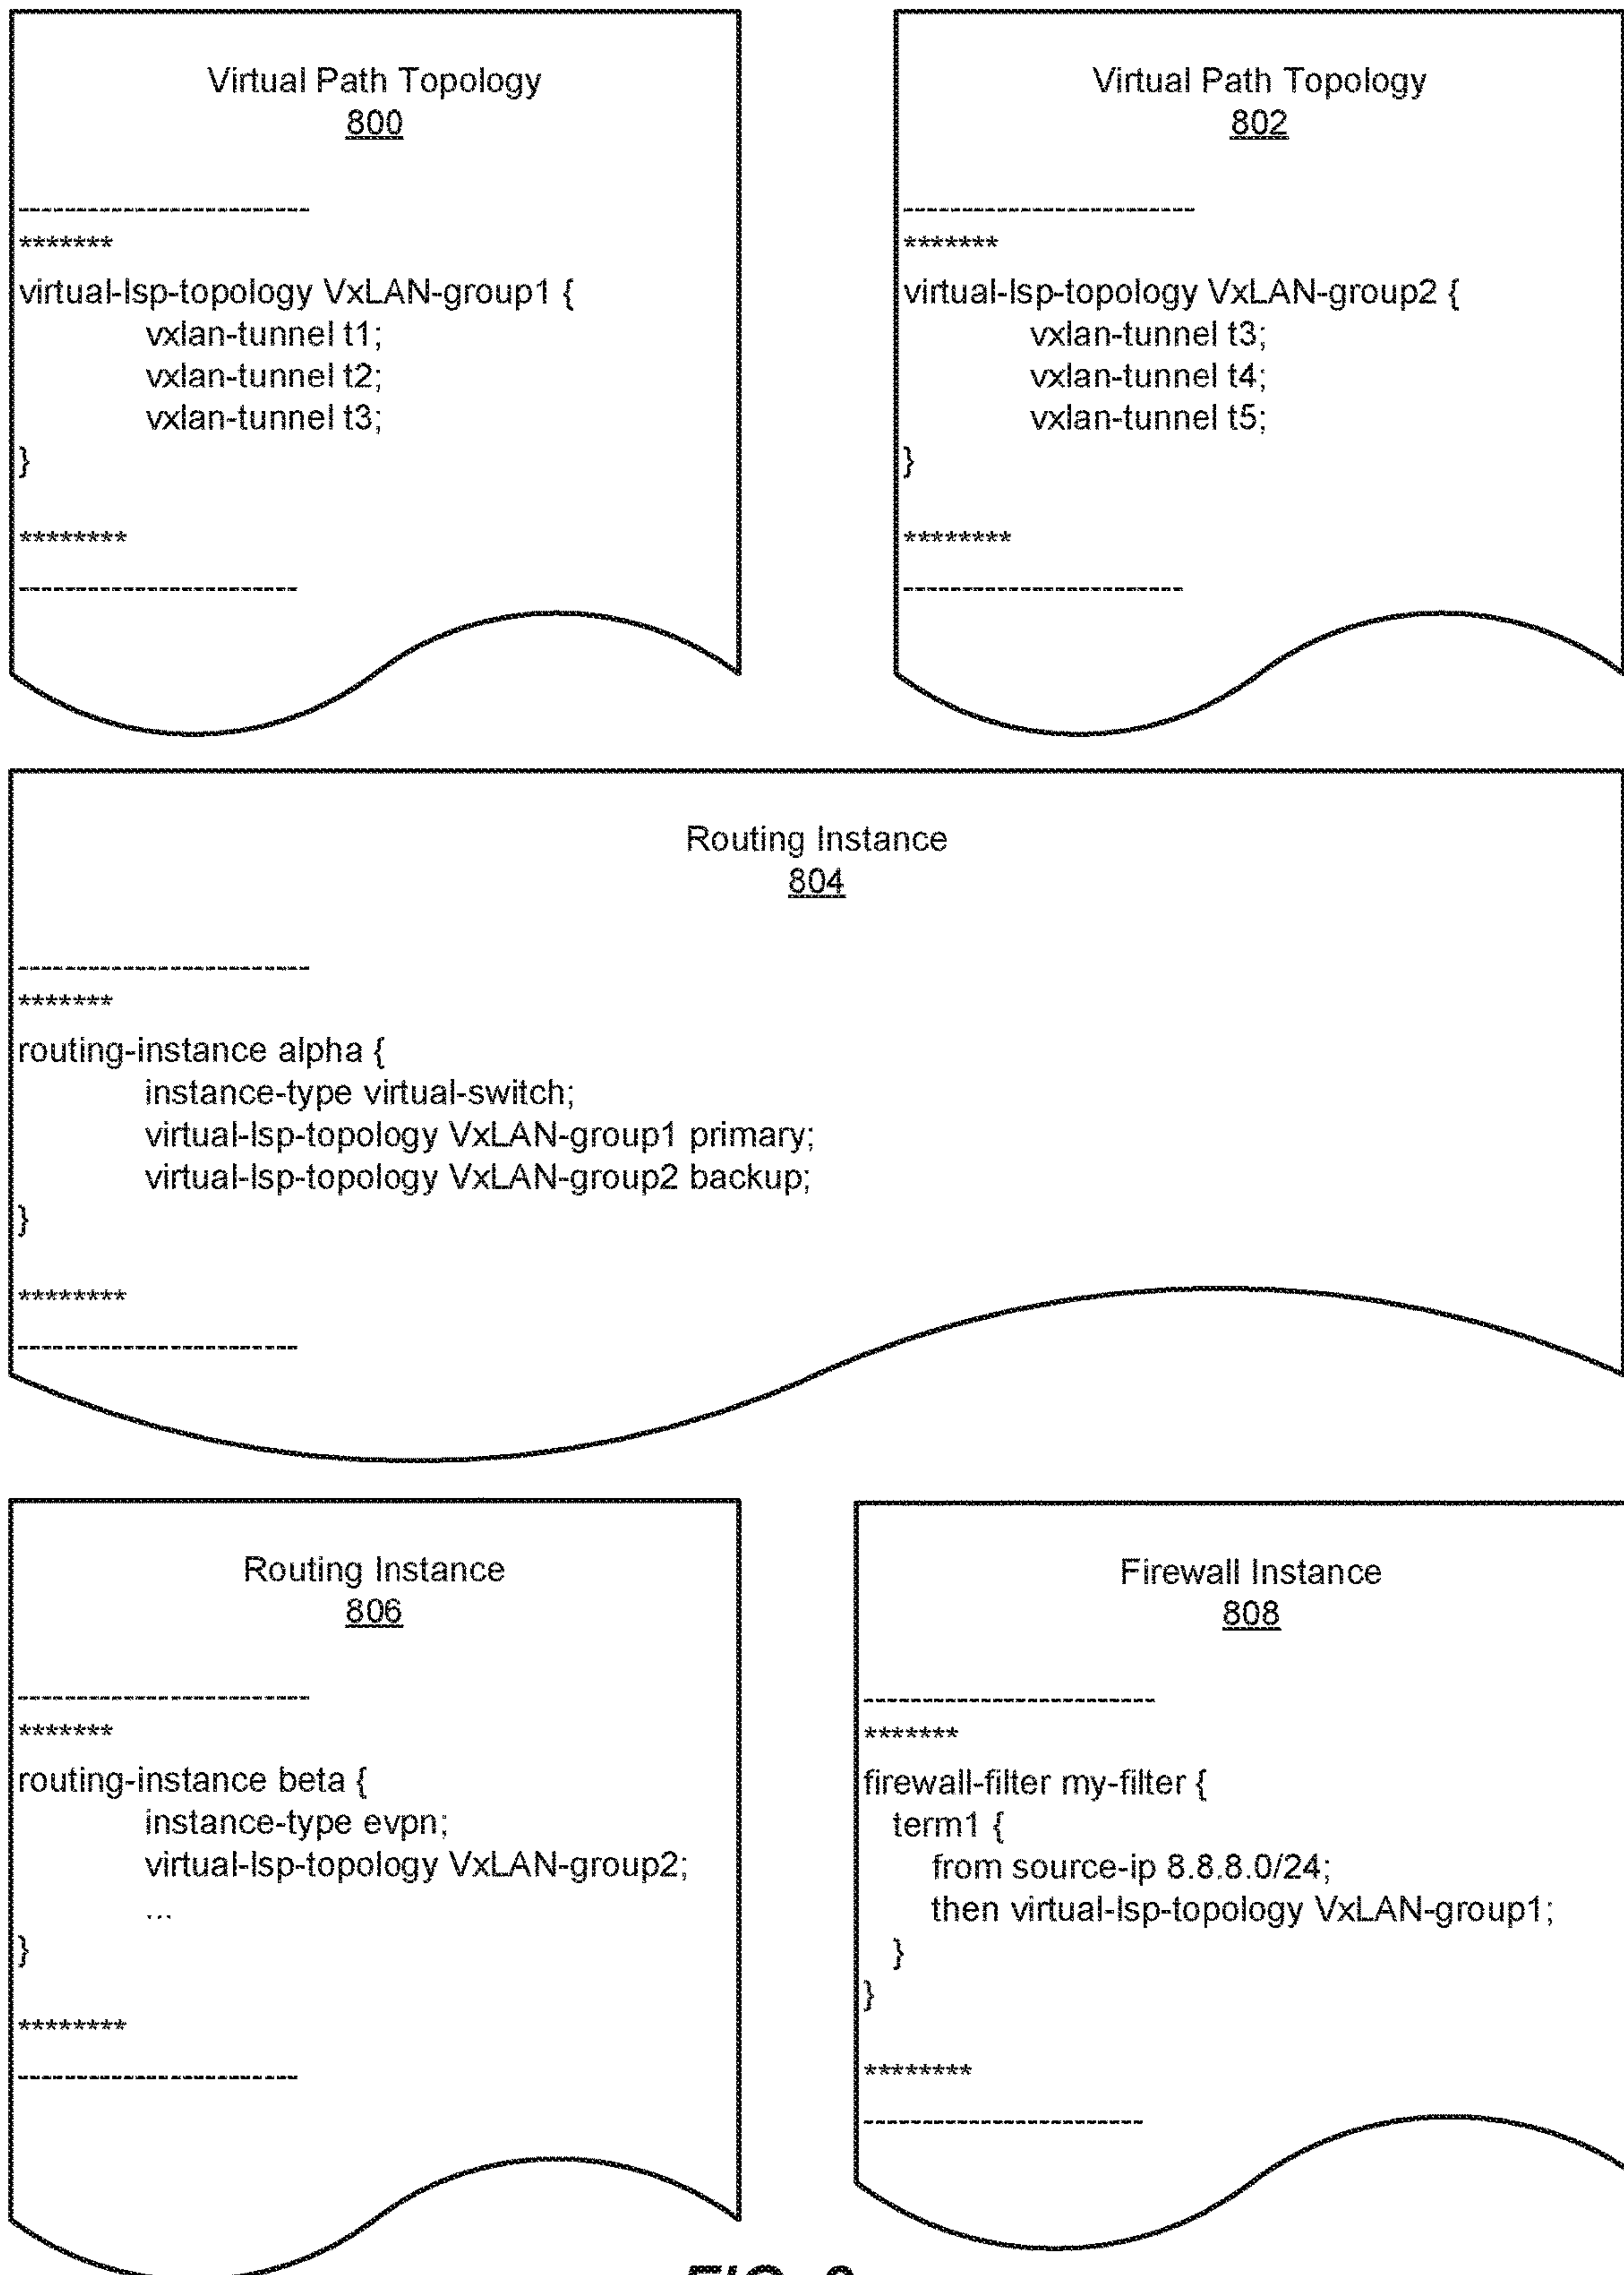 Virtual Path Topology
800
-------------------------
*******
virtual-lsp-topology VxLAN-group1 {
vxlan-tunnel t1;
vxlan-tunnel t2;
vxlan-tunnel t3;
}
********
------------------------
Virtual Path Topology
802
-------------------------
*******
virtual-lsp-topology VxLAN-group2 {
vxlan-tunnel t3;
vxlan-tunnel t4;
vxlan-tunnel t5;
}
********
------------------------
Routing Instance
804
-------------------------
*******
routing-instance alpha {
instance-type virtual-switch;
virtual-lsp-topology VxLAN-group1 primary;
virtual-lsp-topology VxLAN-group2 backup;
}
********
------------------------
Routing Instance
806
-------------------------
*******
routing-instance beta {
instance-type evpn;
virtual-lsp-topology VxLAN-group2;
...
}
********
------------------------
Firewall Instance
808
-------------------------
*******
firewall-filter my-filter {
term1 {
from source-ip 8.8.8.0/24;
then virtual-lsp-topology VxLAN-group1;
}
}
********
------------------------